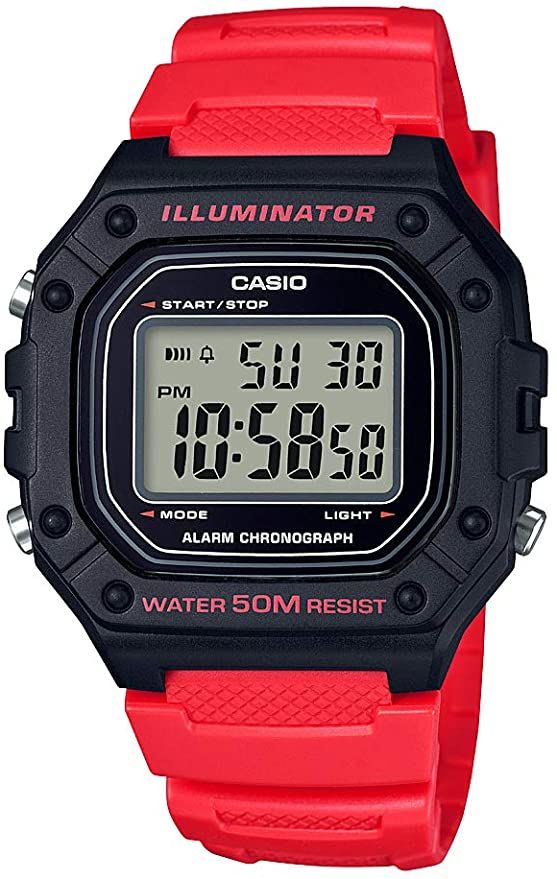 ILLUMINATOR
CASIO
START/STOP
SU 30
PM
10:58 50
MODE LIGHT
ALARM CHRONOGRAPH
WATER 50M RESIST